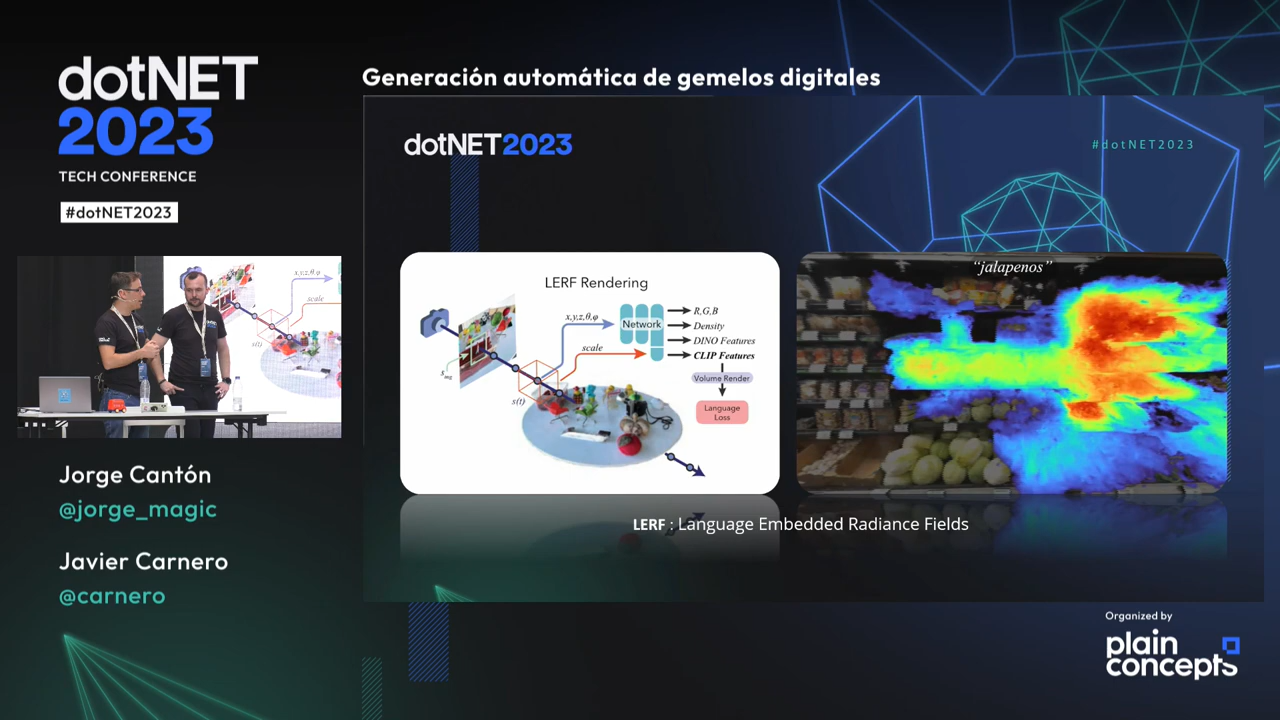 dotNET
2023
TECH CONFERENCE
#dotNET2023
Jorge Cantón
@jorge_magic
Javier Carnero
@carnero
Generación automática de gemelos digitales
dotNET2023
#dotNET2023
LERF Rendering
x,y,z,θ,φ
scale
s(t)
Network
R,G,B
Density
DINO Features
CLIP Features
Volume Render
Language
Loss
“jalapenos”
LERF : Language Embedded Radiance Fields
Organized by
plain
concepts
x,y,z,θ,φ
scale
s(t)